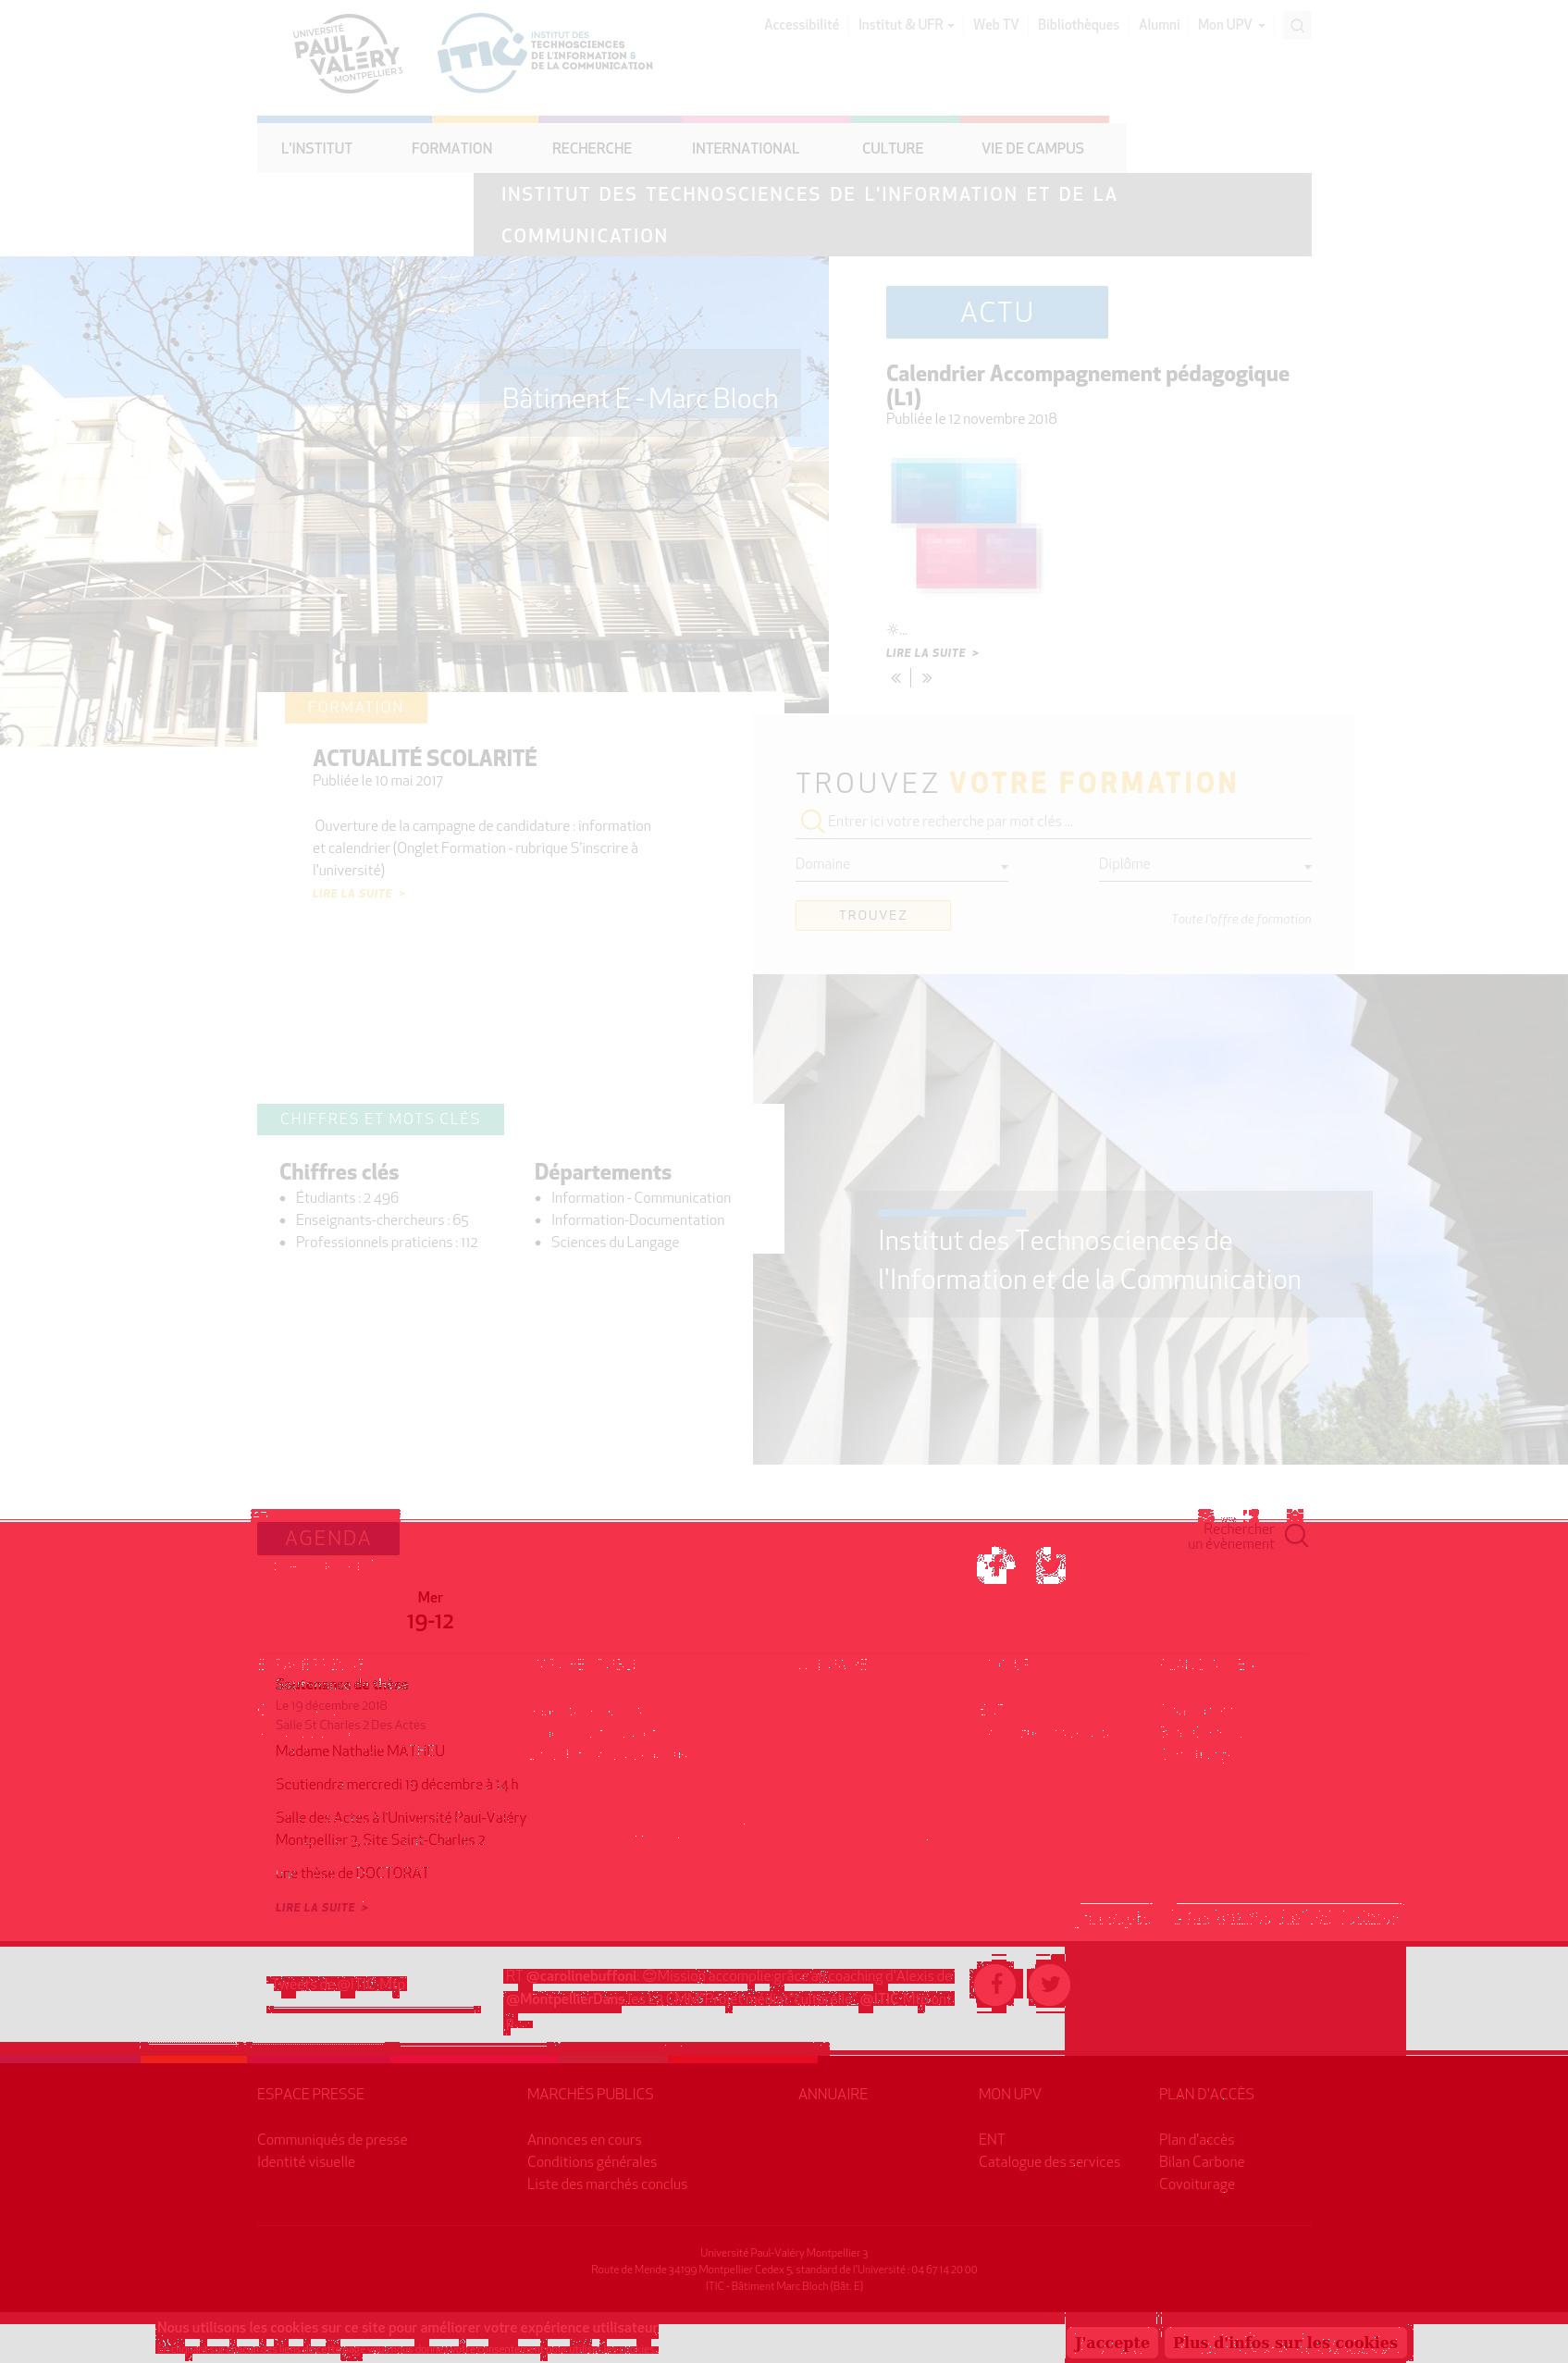 UNIVERSITÉ
PAUL
VALÉRY
MONTPELLIER 3
ITIC
INSTITUT DES
TECHNOSCIENCES
DE L'INFORMATION &
DE LA COMMUNICATION
Accessibilité
Institut & UFR
Web TV
Bibliothèques
Alumni
Mon UPV
L'INSTITUT
FORMATION
RECHERCHE
INTERNATIONAL
CULTURE
VIE DE CAMPUS
INSTITUT DES TECHNOSCIENCES DE L'INFORMATION ET DE LA
COMMUNICATION
Bâtiment E - Marc Bloch
ACTU
Calendrier Accompagnement pédagogique
(L1)
Publiée le 12 novembre 2018
☼...
LIRE LA SUITE >
« | »
FORMATION
ACTUALITÉ SCOLARITÉ
Publiée le 10 mai 2017
Ouverture de la campagne de candidature : information
et calendrier (Onglet Formation - rubrique S'inscrire à
l'université)
LIRE LA SUITE >
TROUVEZ VOTRE FORMATION
Entrer ici votre recherche par mot clés ...
Domaine
Diplôme
TROUVEZ
Toute l'offre de formation
CHIFFRES ET MOTS CLÉS
Chiffres clés
• Étudiants : 2 496
• Enseignants-chercheurs : 65
• Professionnels praticiens : 112
Départements
• Information - Communication
• Information-Documentation
• Sciences du Langage
Institut des Technosciences de
l'Information et de la Communication
AGENDA
Rechercher
un évènement
Mer
19-12
Soutenance de thèse
Le 19 décembre 2018
Salle St Charles 2 Des Actes
Madame Nathalie MATHEU
Soutiendra mercredi 19 décembre à 14 h
Salle des Actes à l'Université Paul-Valéry
Montpellier 3, Site Saint-Charles 2
une thèse de DOCTORAT
LIRE LA SUITE >
RT @carolinebuffoni: Mission accomplie grâce au coaching d'Alexis de
@MontpellierDans
ESPACE PRESSE
Communiqués de presse
Identité visuelle
MARCHÉS PUBLICS
Annonces en cours
Conditions générales
Liste des marchés conclus
ANNUAIRE
MON UPV
ENT
Catalogue des services
PLAN D'ACCÈS
Plan d'accès
Bilan Carbone
Covoiturage
Université Paul-Valéry Montpellier 3
Route de Mende 34199 Montpellier Cedex 5, standard de l'Université : 04 67 14 20 00
ITIC - Bâtiment Marc Bloch (Bât. E)
Nous utilisons les cookies sur ce site pour améliorer votre expérience utilisateur.
J'accepte
Plus d'infos sur les cookies